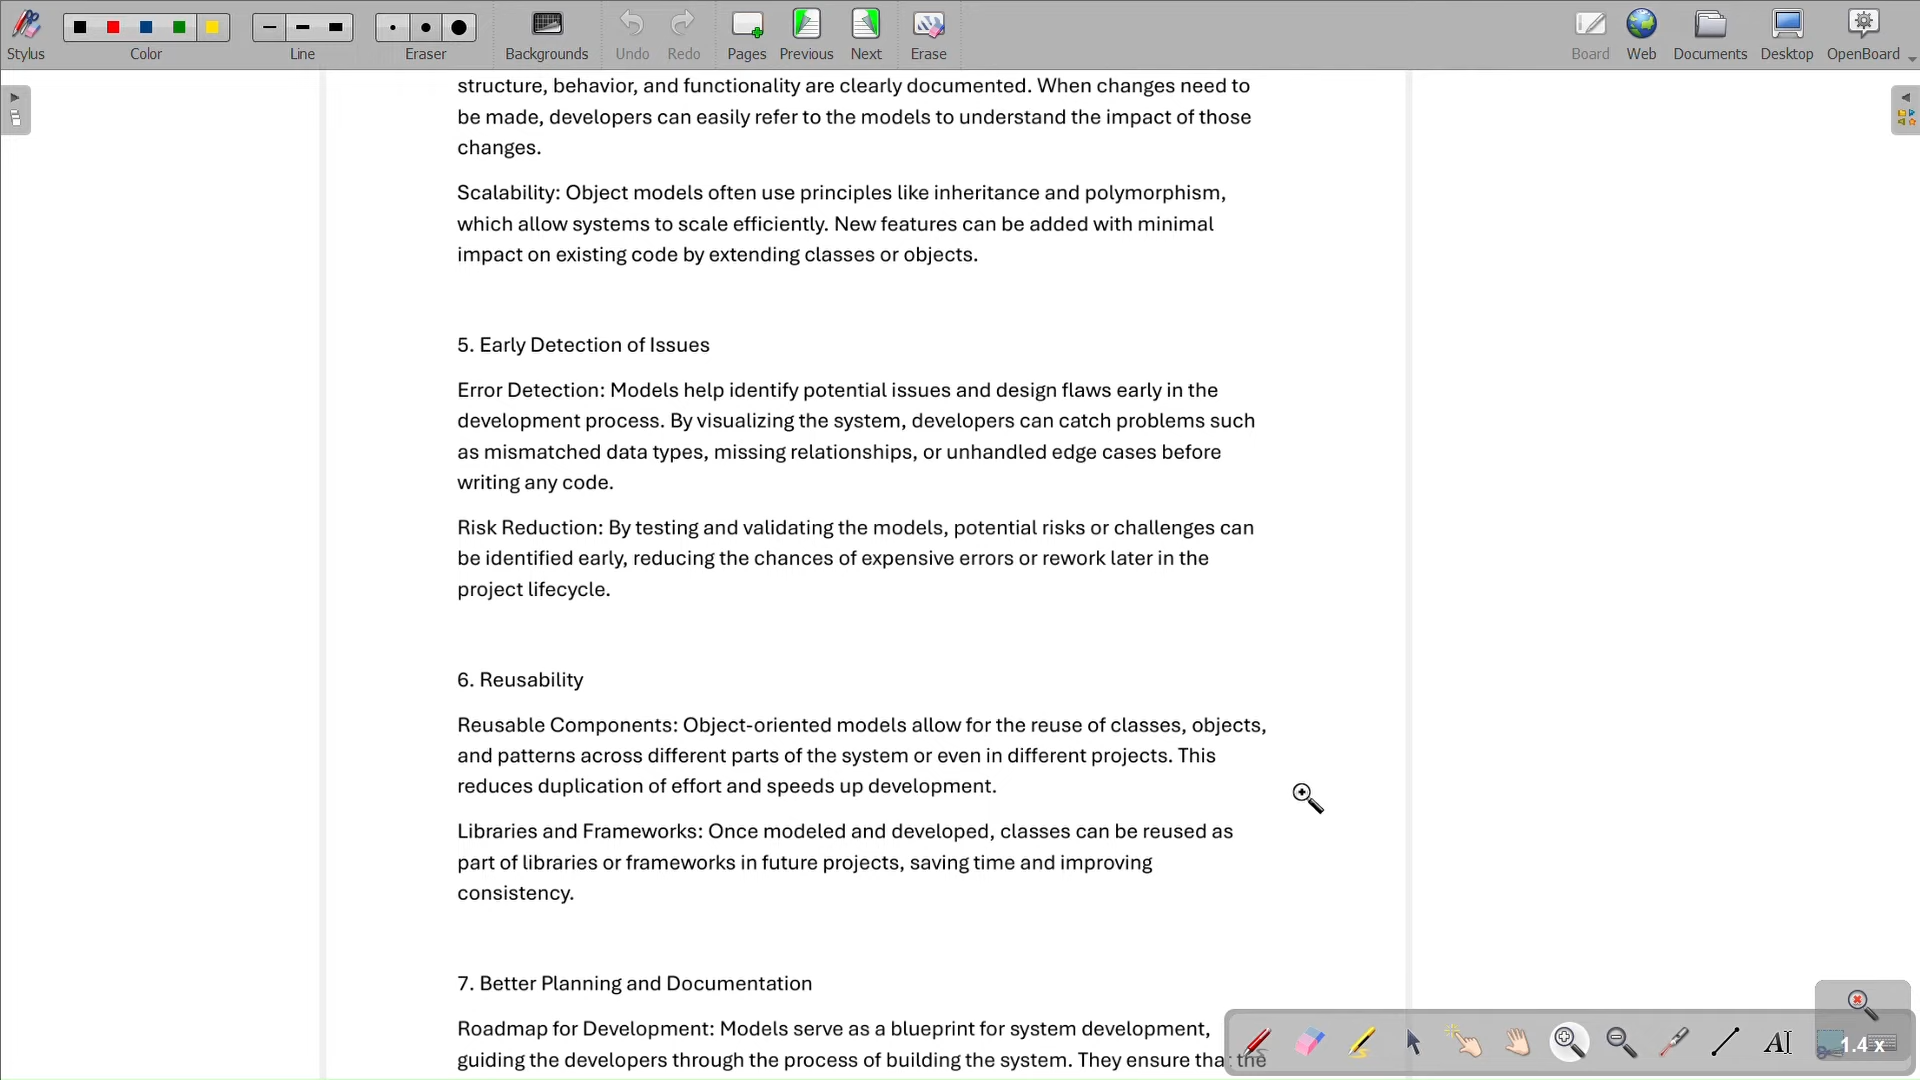 Stylus
Color
Line
Eraser
Backgrounds
Undo
Redo
Pages
Previous
Next
Erase
Board
Web
Documents
Desktop
OpenBoard
structure, behavior, and functionality are clearly documented. When changes need to
be made, developers can easily refer to the models to understand the impact of those
changes.
Scalability: Object models often use principles like inheritance and polymorphism,
which allow systems to scale efficiently. New features can be added with minimal
impact on existing code by extending classes or objects.
5. Early Detection of Issues
Error Detection: Models help identify potential issues and design flaws early in the
development process. By visualizing the system, developers can catch problems such
as mismatched data types, missing relationships, or unhandled edge cases before
writing any code.
Risk Reduction: By testing and validating the models, potential risks or challenges can
be identified early, reducing the chances of expensive errors or rework later in the
project lifecycle.
6. Reusability
Reusable Components: Object-oriented models allow for the reuse of classes, objects,
and patterns across different parts of the system or even in different projects. This
reduces duplication of effort and speeds up development.
Libraries and Frameworks: Once modeled and developed, classes can be reused as
part of libraries or frameworks in future projects, saving time and improving
consistency.
7. Better Planning and Documentation
Roadmap for Development: Models serve as a blueprint for system development,
guiding the developers through the process of building the system. They ensure that the
AI
1.4 x